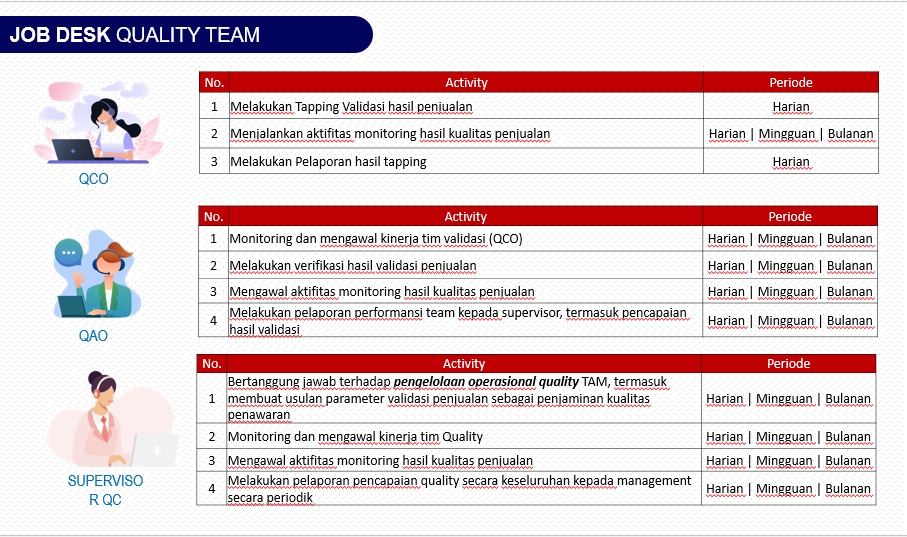 JOB DESK QUALITY TEAM
No. Activity Periode
1 Melakukan Tapping Validasi hasil penjualan Harian
2 Menjalankan aktifitas monitoring hasil kualitas penjualan Harian | Mingguan | Bulanan
3 Melakukan Pelaporan hasil tapping Harian
QCO
No. Activity Periode
1 Monitoring dan mengawal kinerja tim validasi (QCO) Harian | Mingguan | Bulanan
2 Melakukan verifikasi hasil validasi penjualan Harian | Mingguan | Bulanan
3 Mengawal aktifitas monitoring hasil kualitas penjualan Harian | Mingguan | Bulanan
4 Melakukan pelaporan performansi team kepada supervisor, termasuk pencapaian
hasil validasi
Harian | Mingguan | Bulanan
QAO
No. Activity Periode
1 Bertanggung jawab terhadap pengelolaan operasional quality TAM, termasuk
membuat usulan parameter validasi penjualan sebagai penjaminan kualitas
penawaran
Harian | Mingguan | Bulanan
2 Monitoring dan mengawal kinerja tim Quality Harian | Mingguan | Bulanan
3 Mengawal aktifitas monitoring hasil kualitas penjualan Harian | Mingguan | Bulanan
4 Melakukan pelaporan pencapaian quality secara keseluruhan kepada management
secara periodik
Harian | Mingguan | Bulanan
SUPERVISO
R QC